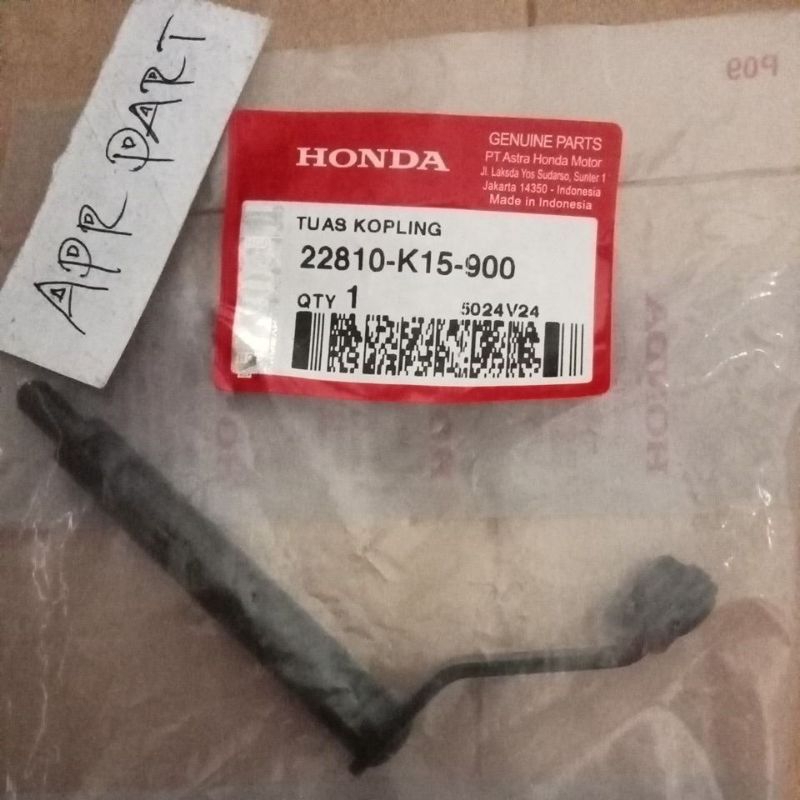 APR PART
P09
HONDA
GENUINE PARTS
PT Astra Honda Motor
Jl. Laksda Yos Sudarso, Sunter 1
Jakarta 14350 - Indonesia
Made in Indonesia
TUAS KOPLING
22810-K15-900
QTY 1
5024V24
HONDA